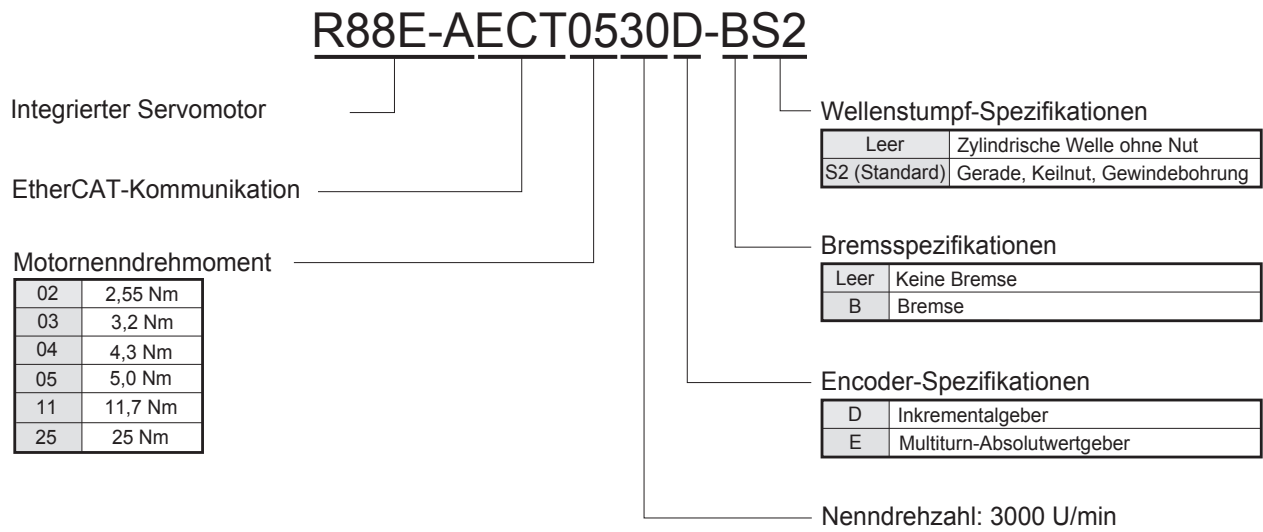 R88E-AECT0530D-BS2
Integrierter Servomotor
EtherCAT-Kommunikation
Motornenndrehmoment
02 2,55 Nm
03 3,2 Nm
04 4,3 Nm
05 5,0 Nm
11 11,7 Nm
25 25 Nm
Wellenstumpf-Spezifikationen
Leer Zylindrische Welle ohne Nut
S2 (Standard) Gerade, Keilnut, Gewindebohrung
Bremsspezifikationen
Leer Keine Bremse
B Bremse
Encoder-Spezifikationen
D Inkrementalgeber
E Multiturn-Absolutwertgeber
Nenndrehzahl: 3000 U/min